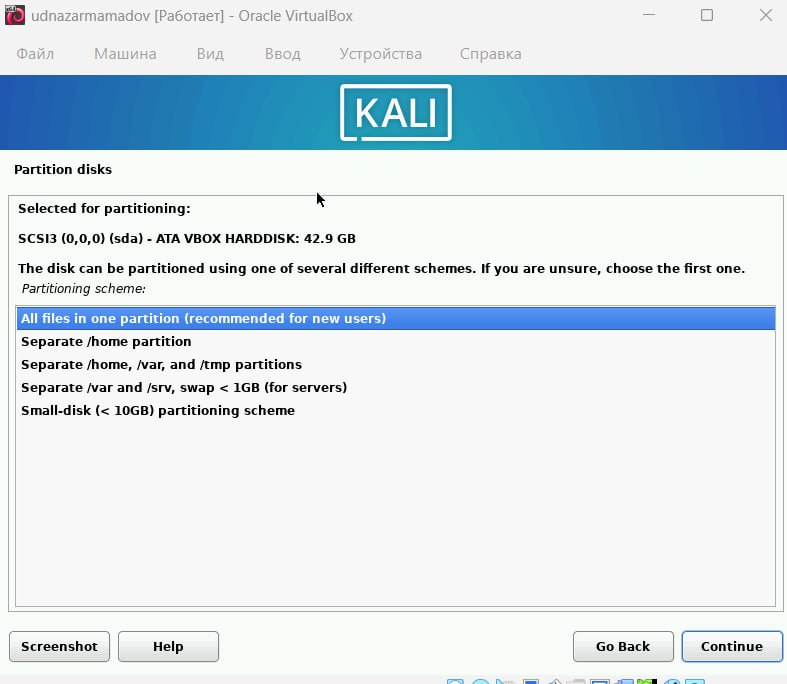 udnazarmamadov [Работает] - Oracle VirtualBox
Файл Машина Вид Ввод Устройства Справка
KALI
Partition disks
Selected for partitioning:
SCSI3 (0,0,0) (sda) - ATA VBOX HARDDISK: 42.9 GB
The disk can be partitioned using one of several different schemes. If you are unsure, choose the first one.
Partitioning scheme:
All files in one partition (recommended for new users)
Separate /home partition
Separate /home, /var, and /tmp partitions
Separate /var and /srv, swap < 1GB (for servers)
Small-disk (< 10GB) partitioning scheme
Screenshot Help Go Back Continue